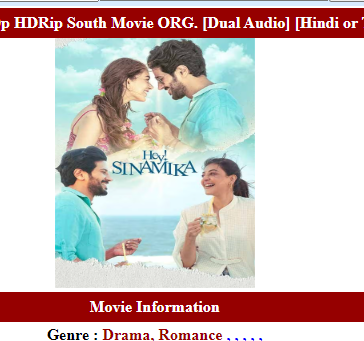 p HDRip South Movie ORG. [Dual Audio] [Hindi or
Hey!
SINAMIKA
Movie Information
Genre : Drama, Romance , , , , ,